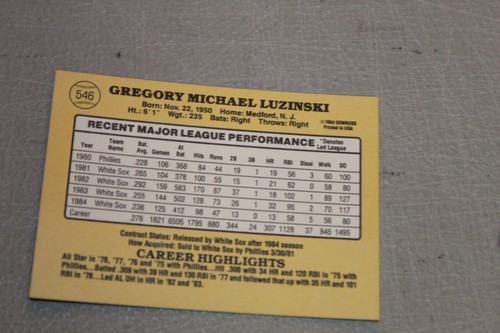 546
GREGORY MICHAEL LUZINSKI
Born: Nov. 22, 1950 Home: Medford, N. J.
Ht.: 6'1" Wgt.: 235 Bats: Right Throws: Right
© 1984 DONRUSS
Printed in USA
RECENT MAJOR LEAGUE PERFORMANCE
*Denotes Led League
Year Team Name Bat. Avg. Games At Bat Hits Runs 2B 3B HR RBI Steal Walk SO
1980 Phillies .228 106 368 84 44 19 1 19 56 3 60 100
1981 White Sox .265 104 378 100 55 15 1 21 62 0 58 80
1982 White Sox .292 159 583 170 87 37 1 18 102 1 89 120
1983 White Sox .255 144 502 128 73 26 1 32 95 2 70 117
1984 White Sox .238 125 412 98 47 13 0 13 58 5 56 80
Career .276 1821 6505 1795 880 344 24 307 1128 37 845 1495
Contract Status: Released by White Sox after 1984 season
How Acquired: Sold to White Sox by Phillies 3/30/81
CAREER HIGHLIGHTS
All Star in '78, '77, '76 and '75 with Phillies...Hit .300 with 34 HR and 120 RBI in '75 with
Phillies...Batted .309 with 39 HR and 130 RBI in '77 and followed that up with 35 HR and 101
RBI in '78...Led AL DH in HR in '82 and '83.